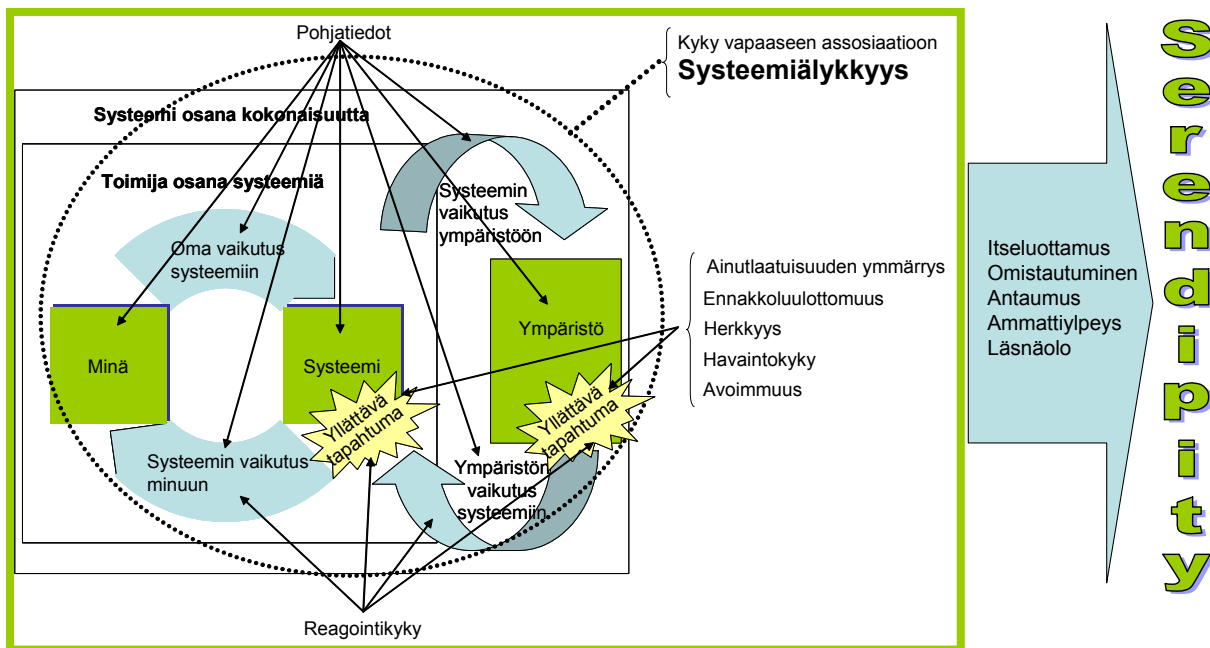 Pohjatiedot
Kyky vapaaseen assosiaatioon
Systeemiälykkyys
Systeemi osana kokonaisuutta
Toimija osana systeemiä
Systeemin
vaikutus
ympäristöön
Oma vaikutus
systeemiin
Minä
Systeemi
Ympäristö
Yllättävä
tapahtuma
Yllättävä
tapahtuma
Systeemin vaikutus
minuun
Ympäristön
vaikutus
systeemiin
Reagointikyky
Ainutlaatuisuuden ymmärrys
Ennakkoluulottomuus
Herkkyys
Havaintokyky
Avoimmuus
Itseluottamus
Omistautuminen
Antaumus
Ammattiylpeys
Läsnäolo
Serendipity